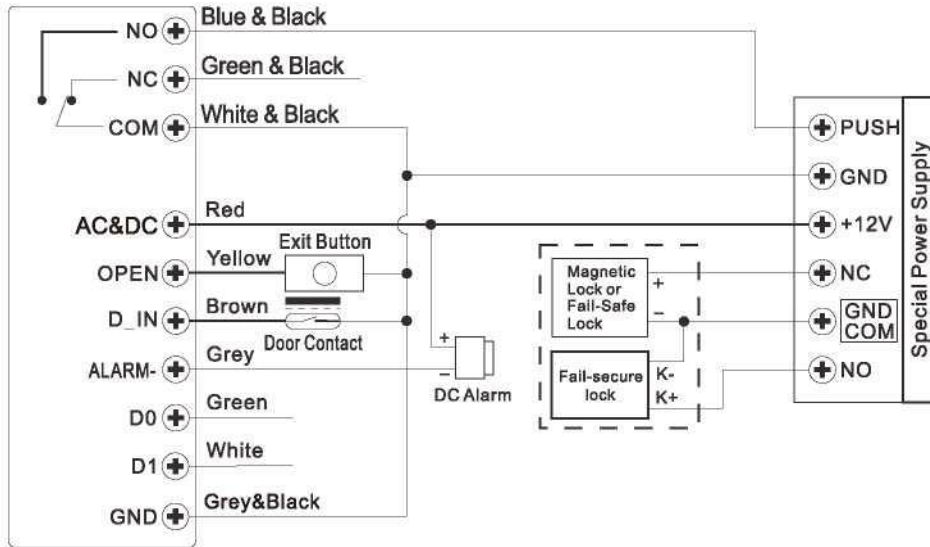 NO
Blue & Black
NC
Green & Black
COM
White & Black
AC&DC
Red
OPEN
Yellow
Exit Button
D_IN
Brown
Door Contact
ALARM-
Grey
+
−
DC Alarm
D0
Green
D1
White
GND
Grey&Black
Magnetic
Lock or
Fail-Safe
Lock
+
−
Fail-secure
lock
K-
K+
PUSH
GND
+12V
NC
GND
COM
NO
Special Power Supply